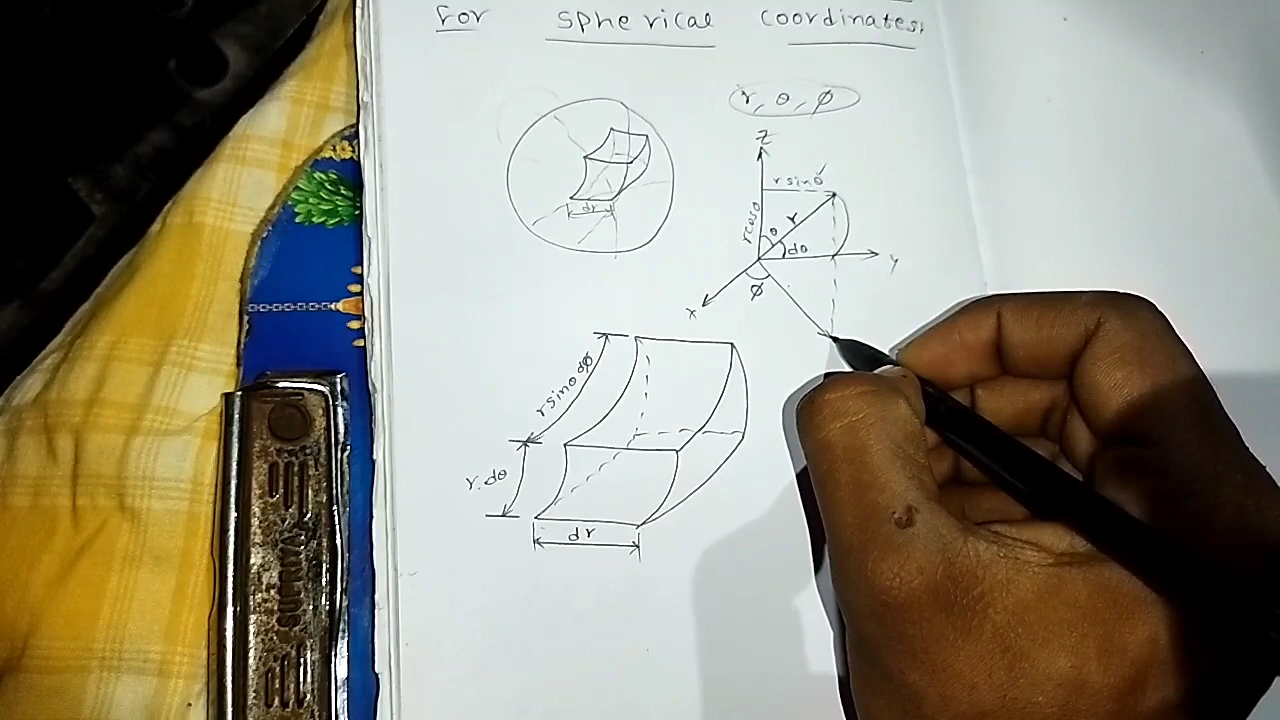 For Spherical Coordinates,
r, θ, ϕ
dr
Z
r sinθ
r cosθ
θ
r
dθ
Y
X
ϕ
r sinθ dϕ
r. dθ
dr